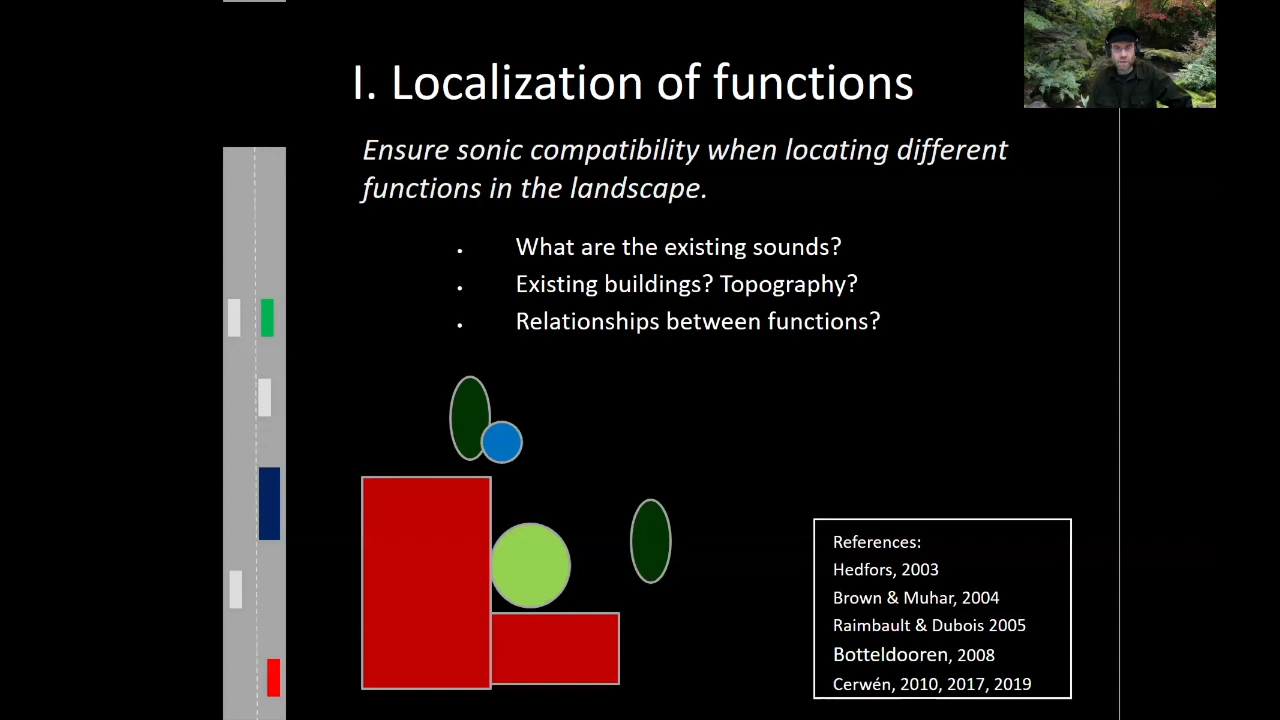 I. Localization of functions
Ensure sonic compatibility when locating different
functions in the landscape.
• What are the existing sounds?
• Existing buildings? Topography?
• Relationships between functions?
References:
Hedfors, 2003
Brown & Muhar, 2004
Raimbault & Dubois 2005
Botteldooren, 2008
Cerwén, 2010, 2017, 2019